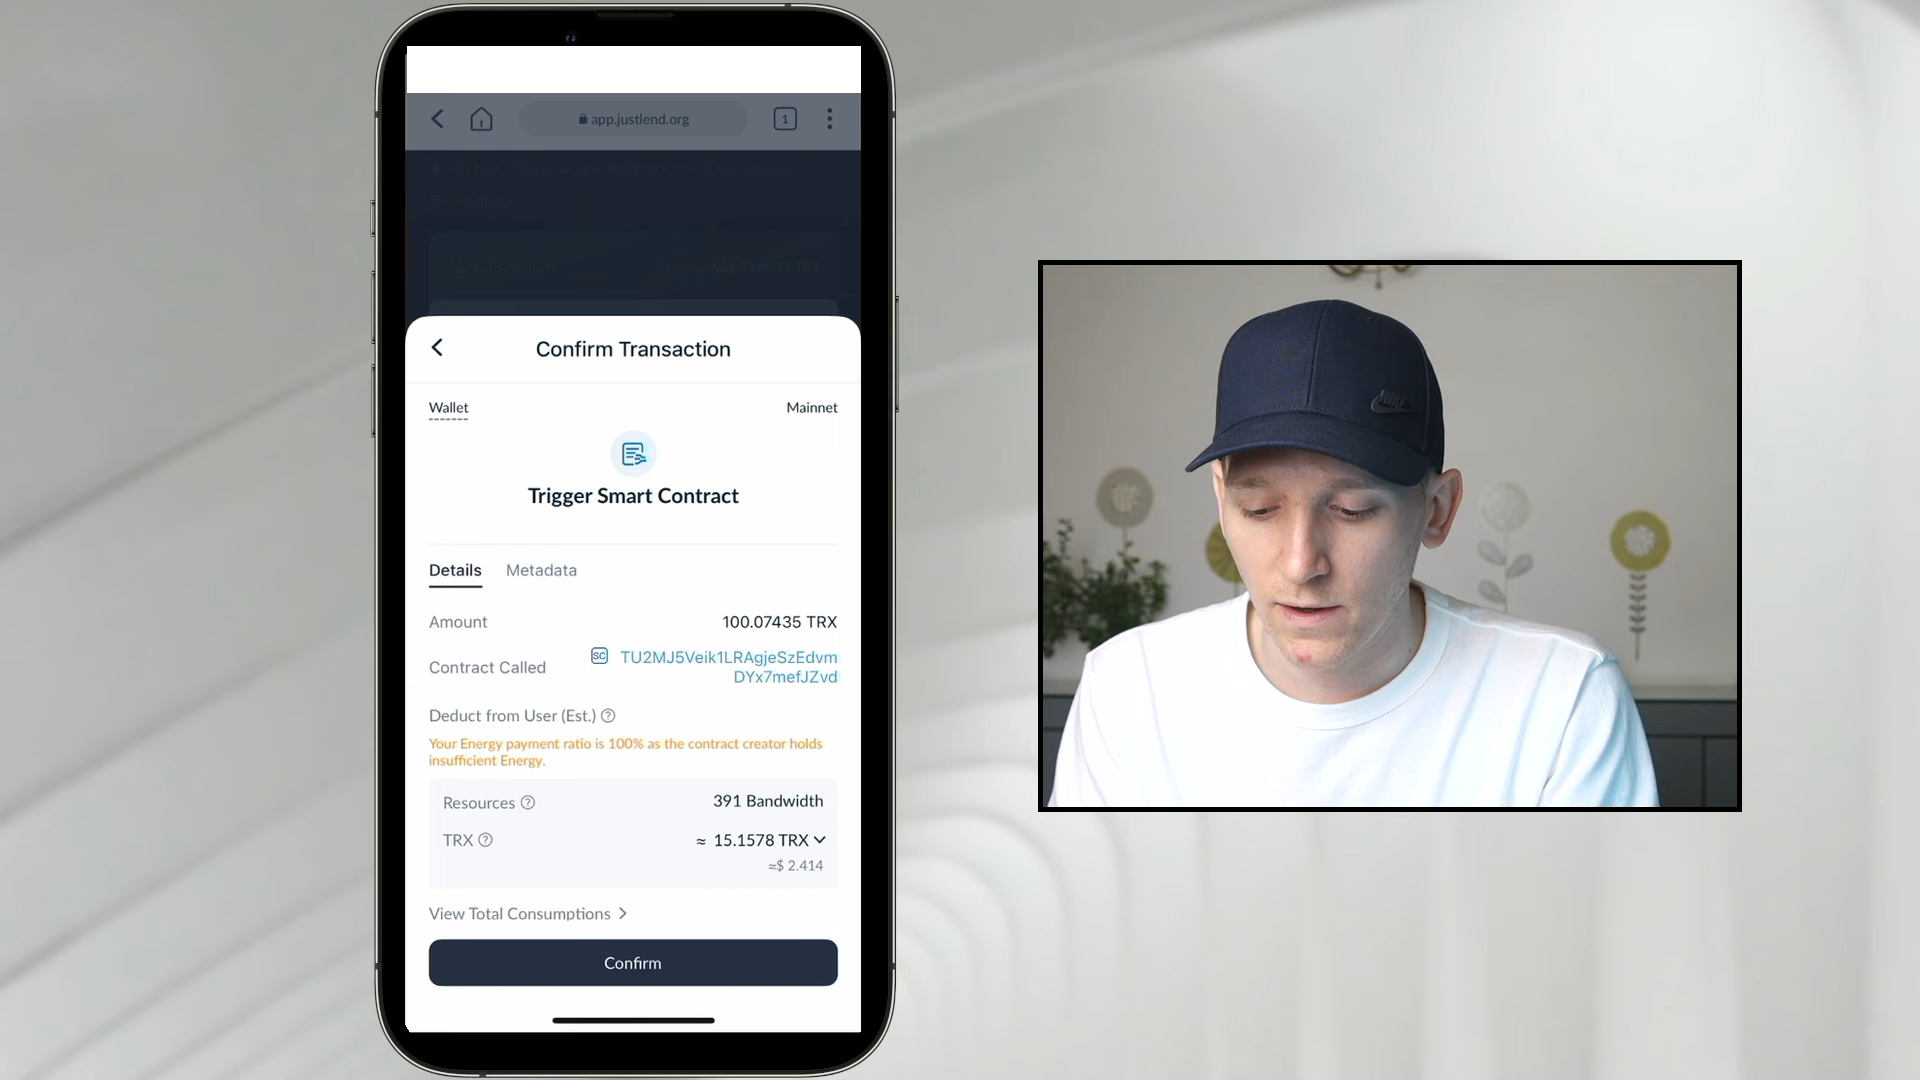 app.justlend.org
1
Confirm Transaction
Wallet
Mainnet
Trigger Smart Contract
Details
Metadata
Amount
100.07435 TRX
Contract Called
SC TU2MJ5Veik1LRAgjeSzEdvm
DYx7mefJZvd
Deduct from User (Est.) ?
Your Energy payment ratio is 100% as the contract creator holds
insufficient Energy.
Resources ?
391 Bandwidth
TRX ?
≈ 15.1578 TRX
≈$ 2.414
View Total Consumptions >
Confirm